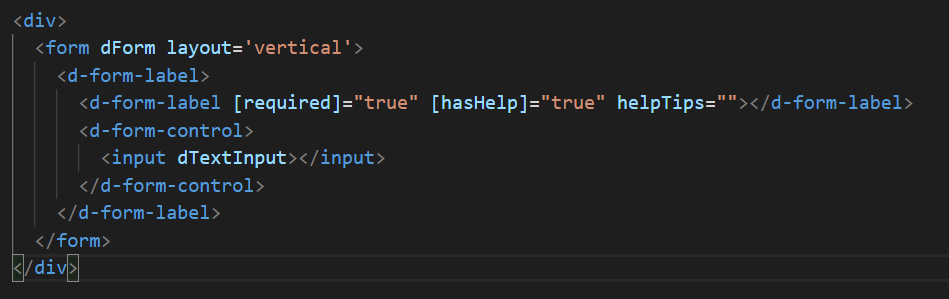 <div>
<form dForm layout='vertical'>
<d-form-label>
<d-form-label [required]="true" [hasHelp]="true" helpTips=""></d-form-label>
<d-form-control>
<input dTextInput></input>
</d-form-control>
</d-form-label>
</form>
</div>